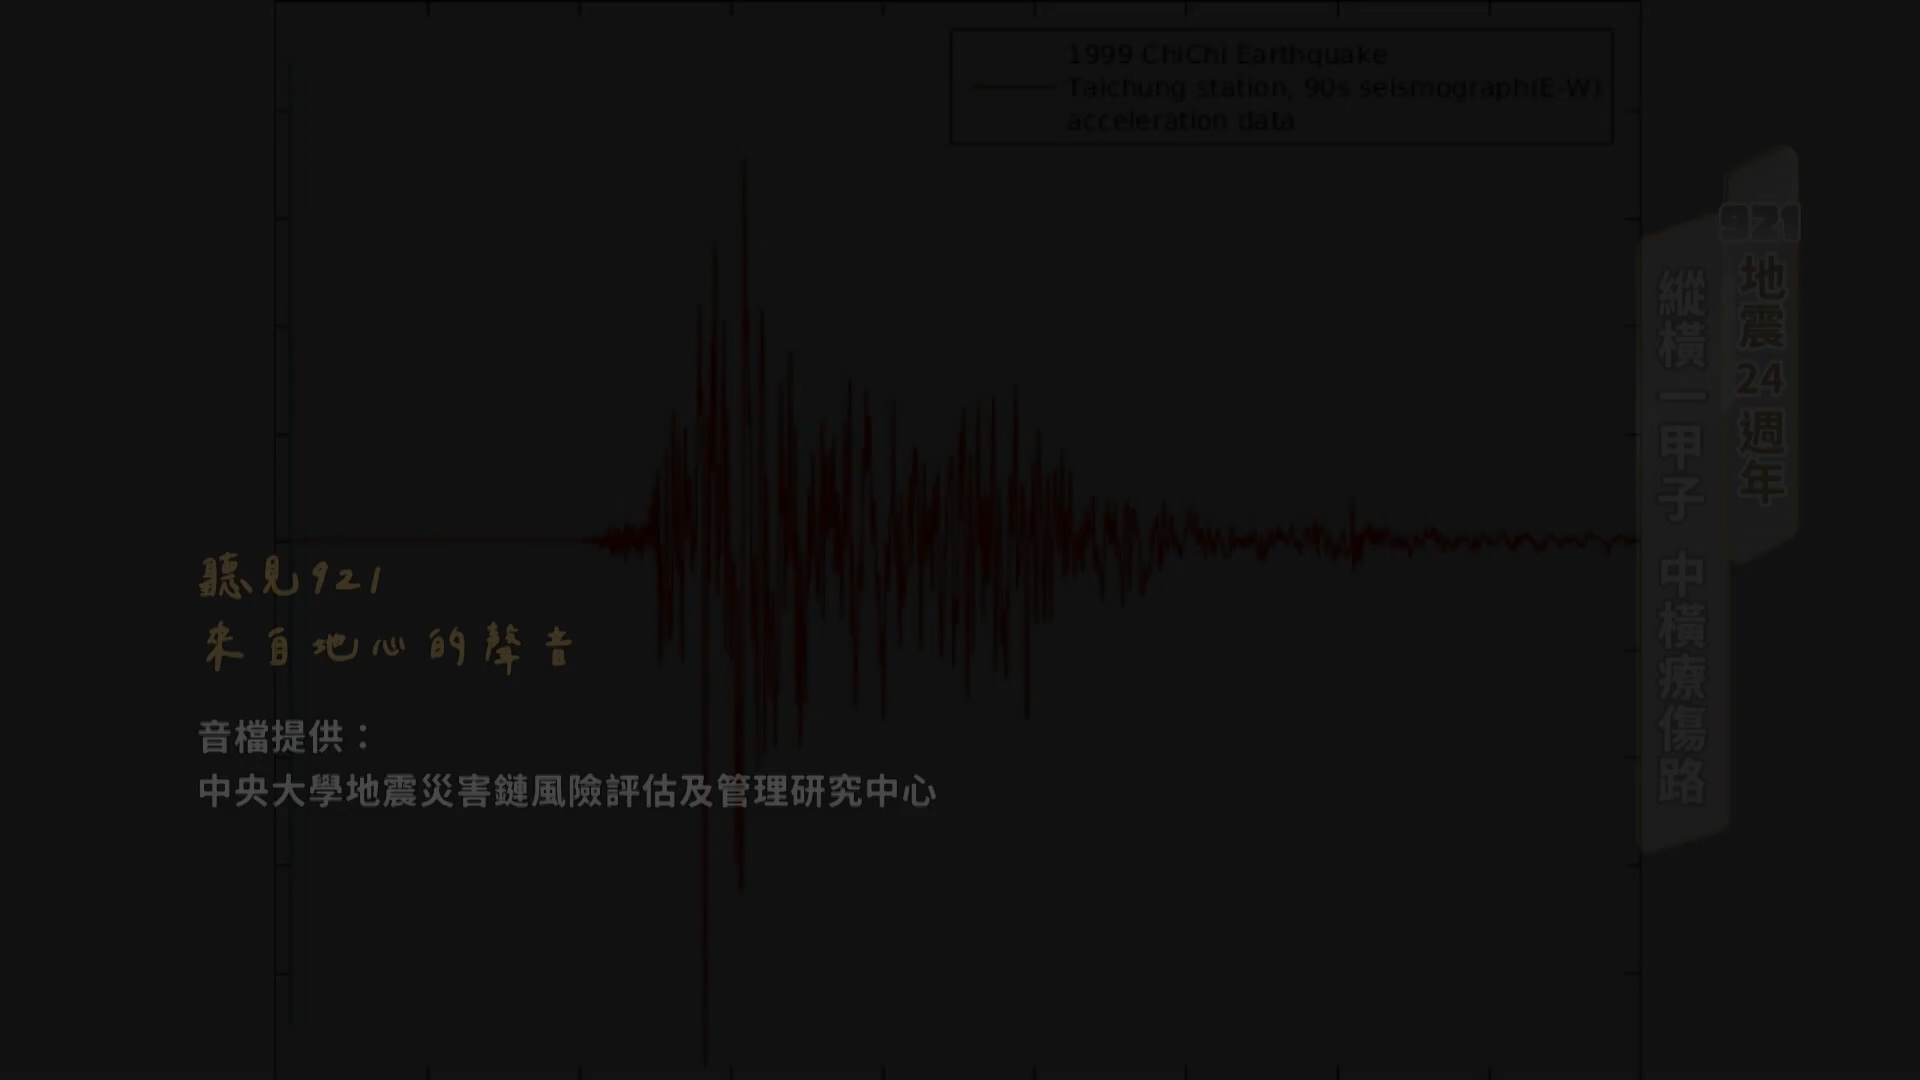 1999 ChiChi Earthquake
Taichung station, 90s seismograph(E-W)
acceleration data
921
地震24週年
縱橫一甲子 中橫療傷路
聽見921
來自地心的聲音
音檔提供：
中央大學地震災害鏈風險評估及管理研究中心